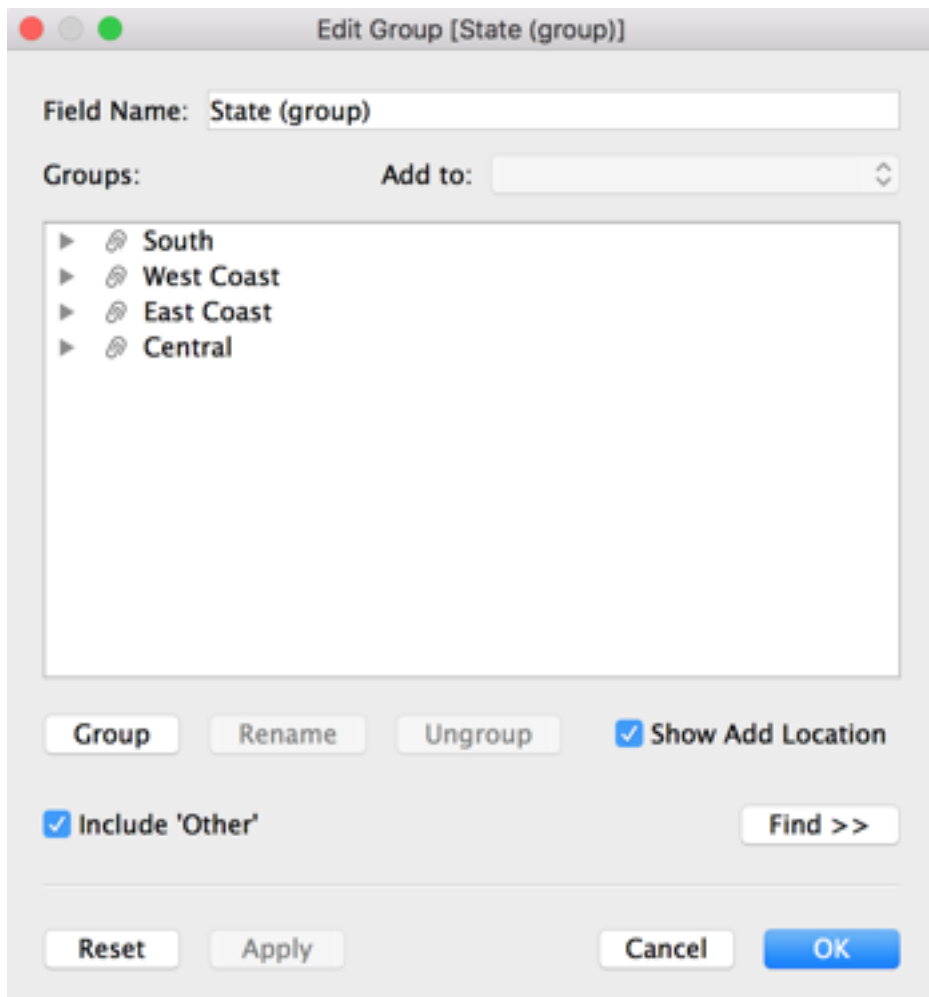 Edit Group [State (group)]
Field Name: State (group)
Groups: Add to:
South
West Coast
East Coast
Central
Group Rename Ungroup Show Add Location
Include 'Other' Find >>
Reset Apply Cancel OK